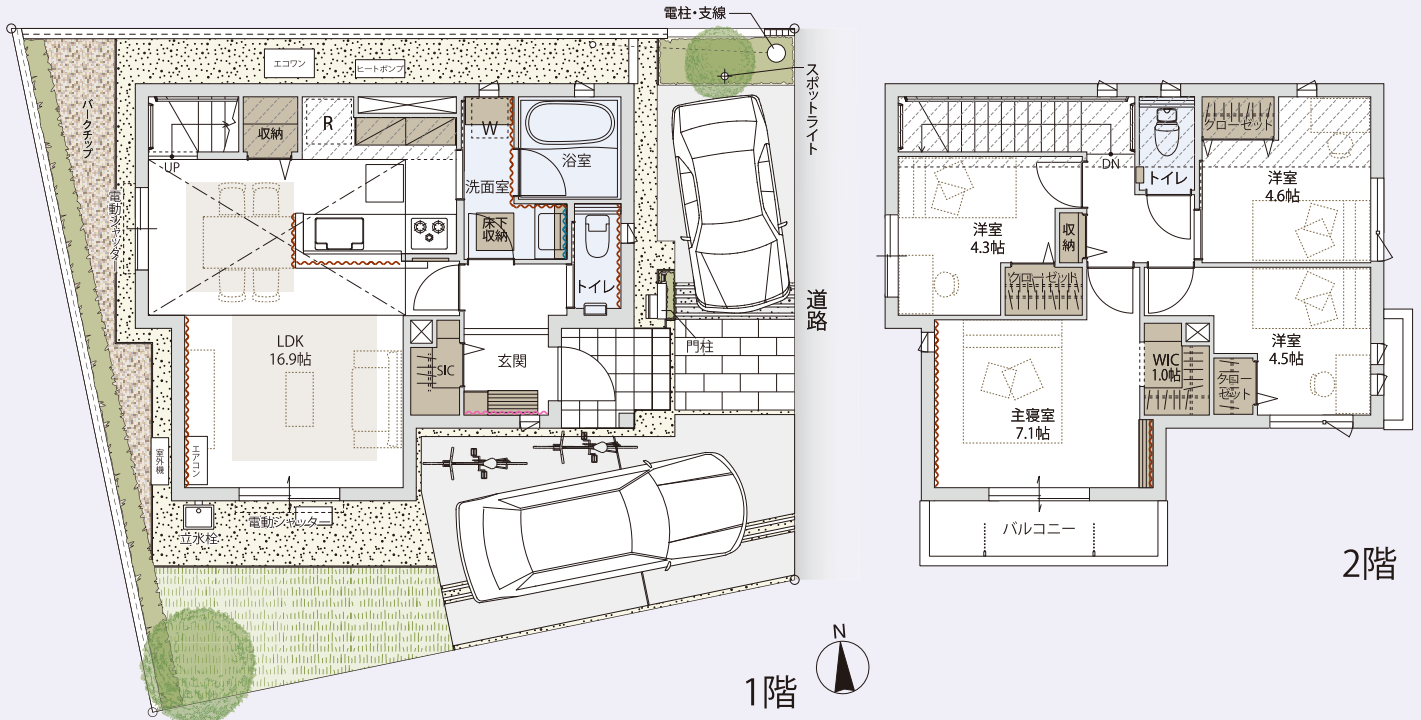 電柱・支線
スポットライト
エコワン
ヒートポンプ
バークチップ
収納
R
W
浴室
UP
洗面室
床下
収納
電動シャッター
トイレ
道路
門柱
LDK
16.9帖
SIC
玄関
エアコン
室外機
電動シャッター
立水栓
1階
N
クローゼット
トイレ
DN
洋室
4.6帖
洋室
4.3帖
収納
クローゼット
洋室
4.5帖
WIC
1.0帖
クロー
ゼット
主寝室
7.1帖
バルコニー
2階